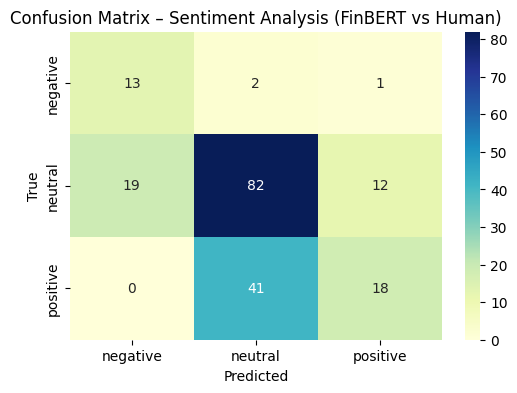 Confusion Matrix – Sentiment Analysis (FinBERT vs Human)
True
negative
13 2 1
neutral
19 82 12
positive
0 41 18
negative neutral positive
Predicted
80
70
60
50
40
30
20
10
0